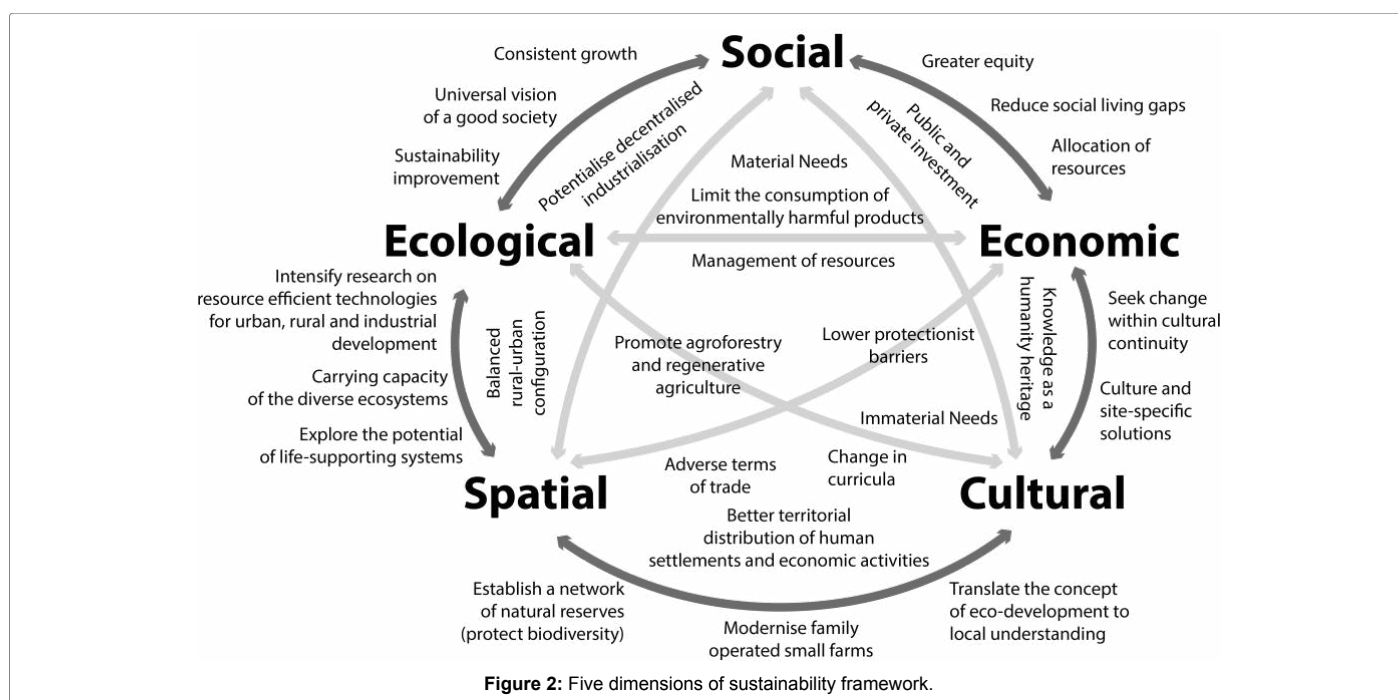 Social
Consistent growth
Greater equity
Universal vision
of a good society
Reduce social living gaps
Sustainability
improvement
Potentialise decentralised
industrialisation
Public and
private investment
Allocation of
resources
Material Needs
Limit the consumption of
environmentally harmful products
Ecological
Economic
Management of resources
Intensify research on
resource efficient technologies
for urban, rural and industrial
development
Carrying capacity
of the diverse ecosystems
Explore the potential
of life-supporting systems
Balanced
rural-urban
configuration
Promote agroforestry
and regenerative
agriculture
Lower protectionist
barriers
Knowledge as a
humanity heritage
Seek change
within cultural
continuity
Culture and
site-specific
solutions
Immaterial Needs
Adverse terms
of trade
Change in
curricula
Spatial
Cultural
Better territorial
distribution of human
settlements and economic activities
Establish a network
of natural reserves
(protect biodiversity)
Modernise family
operated small farms
Translate the concept
of eco-development to
local understanding
Figure 2: Five dimensions of sustainability framework.